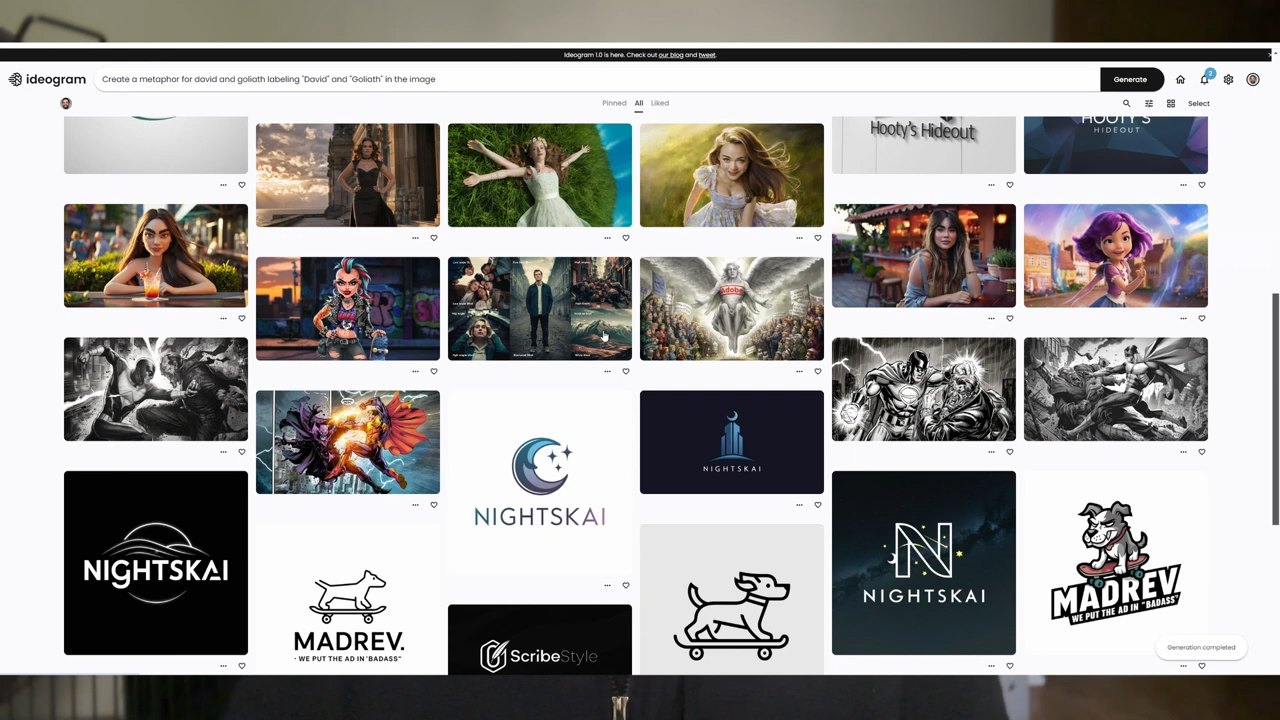 Ideogram 1.0 is here. Check out our blog and tweet.
ideogram
Create a metaphor for david and goliath labeling "David" and "Goliath" in the image
Generate
2
Pinned
All
Liked
Select
Hooty's Hideout
HOOTY'S
HIDEOUT
Adobe
NIGHTSKAI
NIGHTSKAI
NIGHTSKAI
MADREV.
- WE PUT THE AD IN "BADASS"
ScribeStyle
N
NIGHTSKAI
MADREV
WE PUT THE AD IN "BADASS"
Generation completed